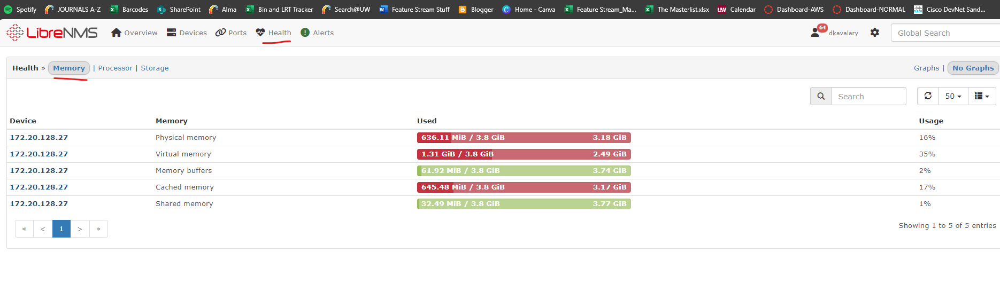 Spotify JOURNALS A-Z Barcodes SharePoint Alma Bin and LRT Tracker Search@UW Feature Stream Stuff Blogger Home - Canva Feature Stream_Ma... The Masterlist.xlsx UW Calendar Dashboard-AWS Dashboard-NORMAL Cisco DevNet Sand...
LibreNMS Overview Devices Ports Health Alerts 64 dkavalary Global Search
Health » Memory | Processor | Storage Graphs | No Graphs
Search 50
Device Memory Used Usage
172.20.128.27 Physical memory 636.11 MiB / 3.8 GiB 3.18 GiB 16%
172.20.128.27 Virtual memory 1.31 GiB / 3.8 GiB 2.49 GiB 35%
172.20.128.27 Memory buffers 61.92 MiB / 3.8 GiB 3.74 GiB 2%
172.20.128.27 Cached memory 645.48 MiB / 3.8 GiB 3.17 GiB 17%
172.20.128.27 Shared memory 32.49 MiB / 3.8 GiB 3.77 GiB 1%
« < 1 > » Showing 1 to 5 of 5 entries